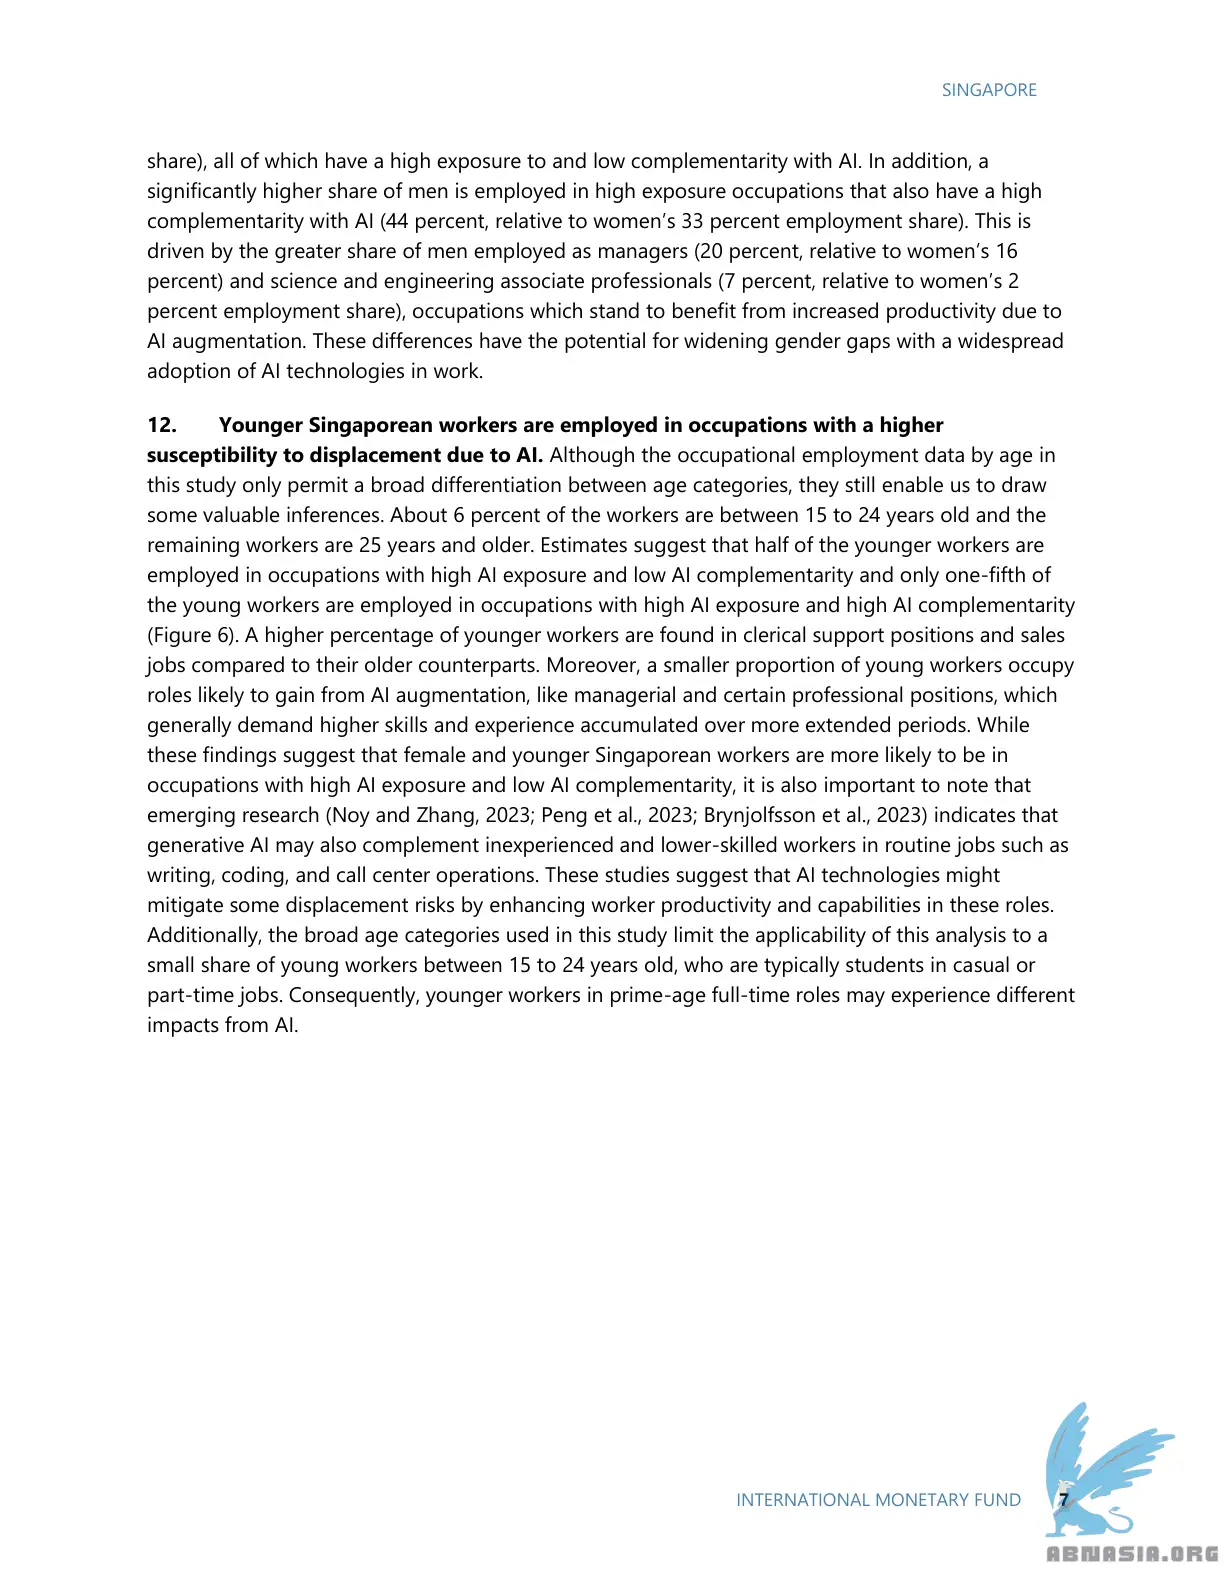 SINGAPORE
share), all of which have a high exposure to and low complementarity with AI. In addition, a
significantly higher share of men is employed in high exposure occupations that also have a high
complementarity with AI (44 percent, relative to women’s 33 percent employment share). This is
driven by the greater share of men employed as managers (20 percent, relative to women’s 16
percent) and science and engineering associate professionals (7 percent, relative to women’s 2
percent employment share), occupations which stand to benefit from increased productivity due to
AI augmentation. These differences have the potential for widening gender gaps with a widespread
adoption of AI technologies in work.
12. Younger Singaporean workers are employed in occupations with a higher
susceptibility to displacement due to AI. Although the occupational employment data by age in
this study only permit a broad differentiation between age categories, they still enable us to draw
some valuable inferences. About 6 percent of the workers are between 15 to 24 years old and the
remaining workers are 25 years and older. Estimates suggest that half of the younger workers are
employed in occupations with high AI exposure and low AI complementarity and only one-fifth of
the young workers are employed in occupations with high AI exposure and high AI complementarity
(Figure 6). A higher percentage of younger workers are found in clerical support positions and sales
jobs compared to their older counterparts. Moreover, a smaller proportion of young workers occupy
roles likely to gain from AI augmentation, like managerial and certain professional positions, which
generally demand higher skills and experience accumulated over more extended periods. While
these findings suggest that female and younger Singaporean workers are more likely to be in
occupations with high AI exposure and low AI complementarity, it is also important to note that
emerging research (Noy and Zhang, 2023; Peng et al., 2023; Brynjolfsson et al., 2023) indicates that
generative AI may also complement inexperienced and lower-skilled workers in routine jobs such as
writing, coding, and call center operations. These studies suggest that AI technologies might
mitigate some displacement risks by enhancing worker productivity and capabilities in these roles.
Additionally, the broad age categories used in this study limit the applicability of this analysis to a
small share of young workers between 15 to 24 years old, who are typically students in casual or
part-time jobs. Consequently, younger workers in prime-age full-time roles may experience different
impacts from AI.
INTERNATIONAL MONETARY FUND 7
ABNASIA.ORG